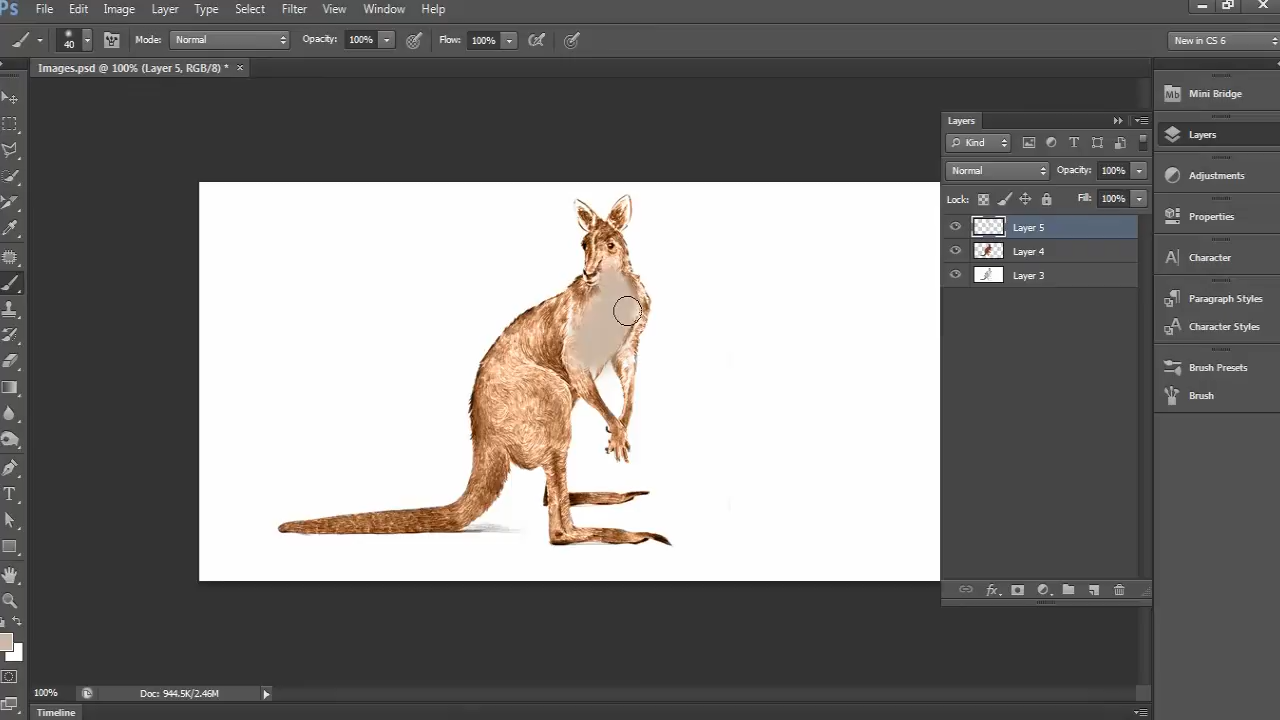 Ps File Edit Image Layer Type Select Filter View Window Help
40 Mode: Normal Opacity: 100% Flow: 100% New in CS 6
Images.psd @ 100% (Layer 5, RGB/8) * ×
Mb Mini Bridge
Layers
Layers
Kind T
Adjustments
Normal Opacity: 100%
Lock: Fill: 100%
Properties
Layer 5
Layer 4
Character
Layer 3
Paragraph Styles
Character Styles
Brush Presets
Brush
T
fx
100% Doc: 944.5K/2.46M
Timeline